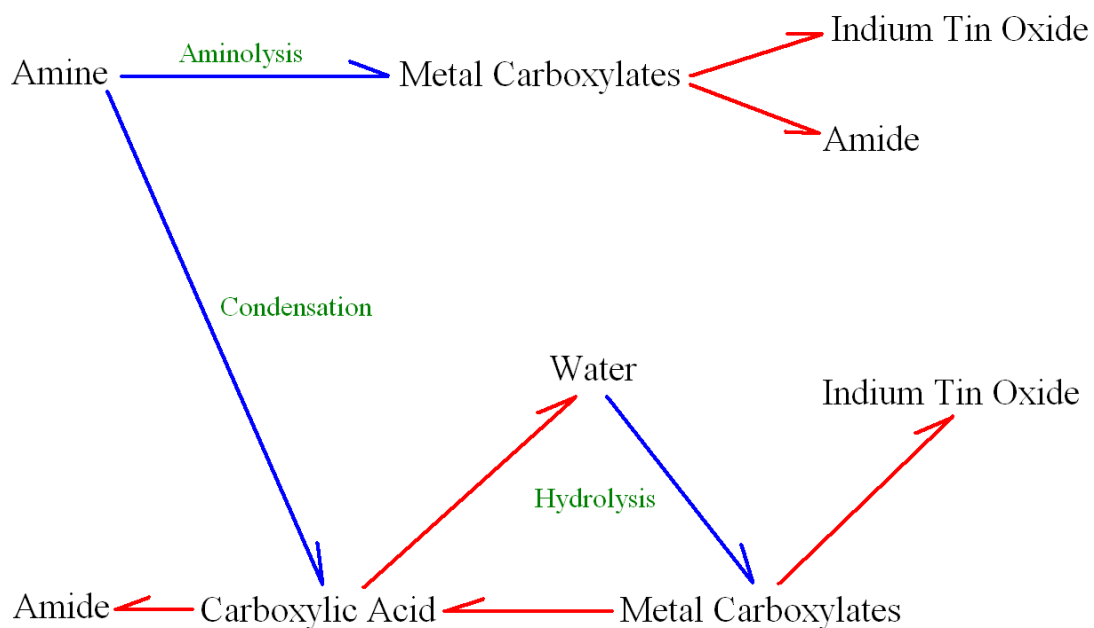 Indium Tin Oxide
Aminolysis
Amine
Metal Carboxylates
Amide
Condensation
Water
Indium Tin Oxide
Hydrolysis
Amide
Carboxylic Acid
Metal Carboxylates